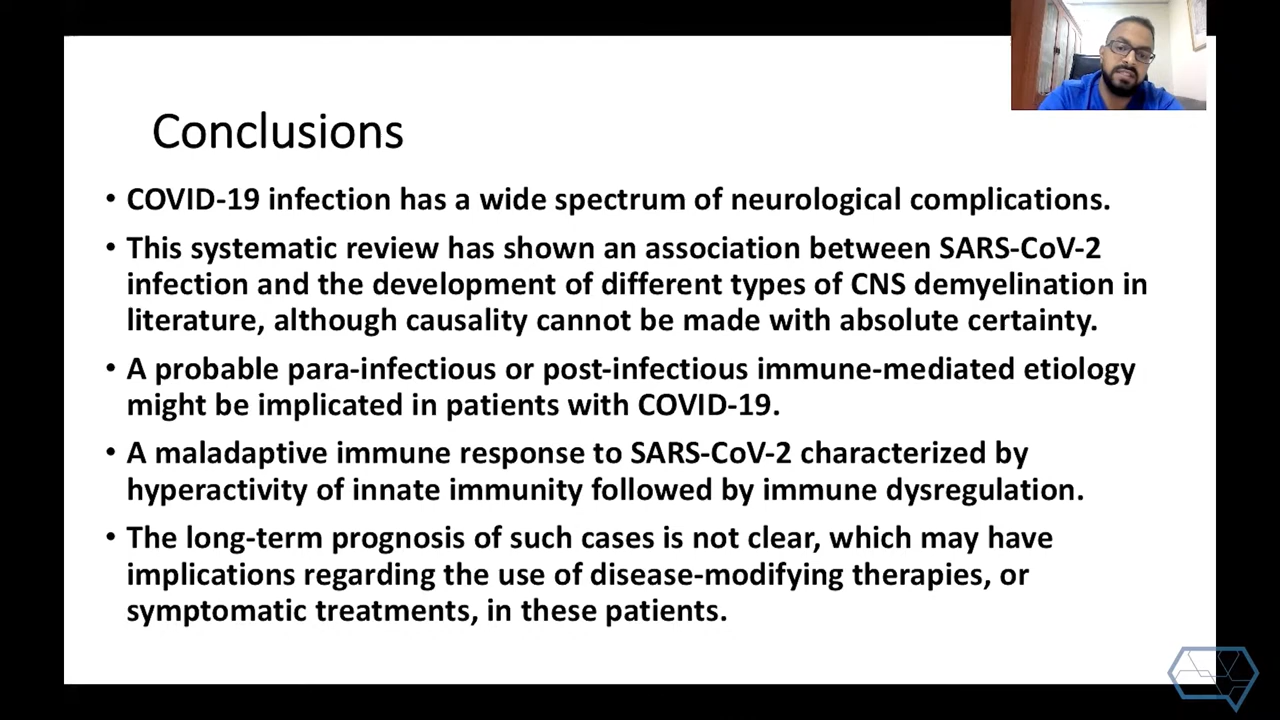 Conclusions
• COVID-19 infection has a wide spectrum of neurological complications.
• This systematic review has shown an association between SARS-CoV-2
infection and the development of different types of CNS demyelination in
literature, although causality cannot be made with absolute certainty.
• A probable para-infectious or post-infectious immune-mediated etiology
might be implicated in patients with COVID-19.
• A maladaptive immune response to SARS-CoV-2 characterized by
hyperactivity of innate immunity followed by immune dysregulation.
• The long-term prognosis of such cases is not clear, which may have
implications regarding the use of disease-modifying therapies, or
symptomatic treatments, in these patients.